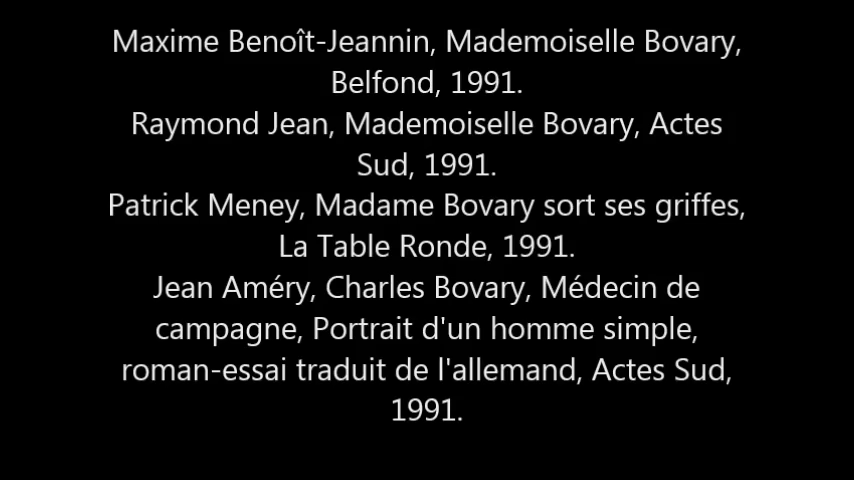 Maxime Benoît-Jeannin, Mademoiselle Bovary,
Belfond, 1991.
Raymond Jean, Mademoiselle Bovary, Actes
Sud, 1991.
Patrick Meney, Madame Bovary sort ses griffes,
La Table Ronde, 1991.
Jean Améry, Charles Bovary, Médecin de
campagne, Portrait d'un homme simple,
roman-essai traduit de l'allemand, Actes Sud,
1991.